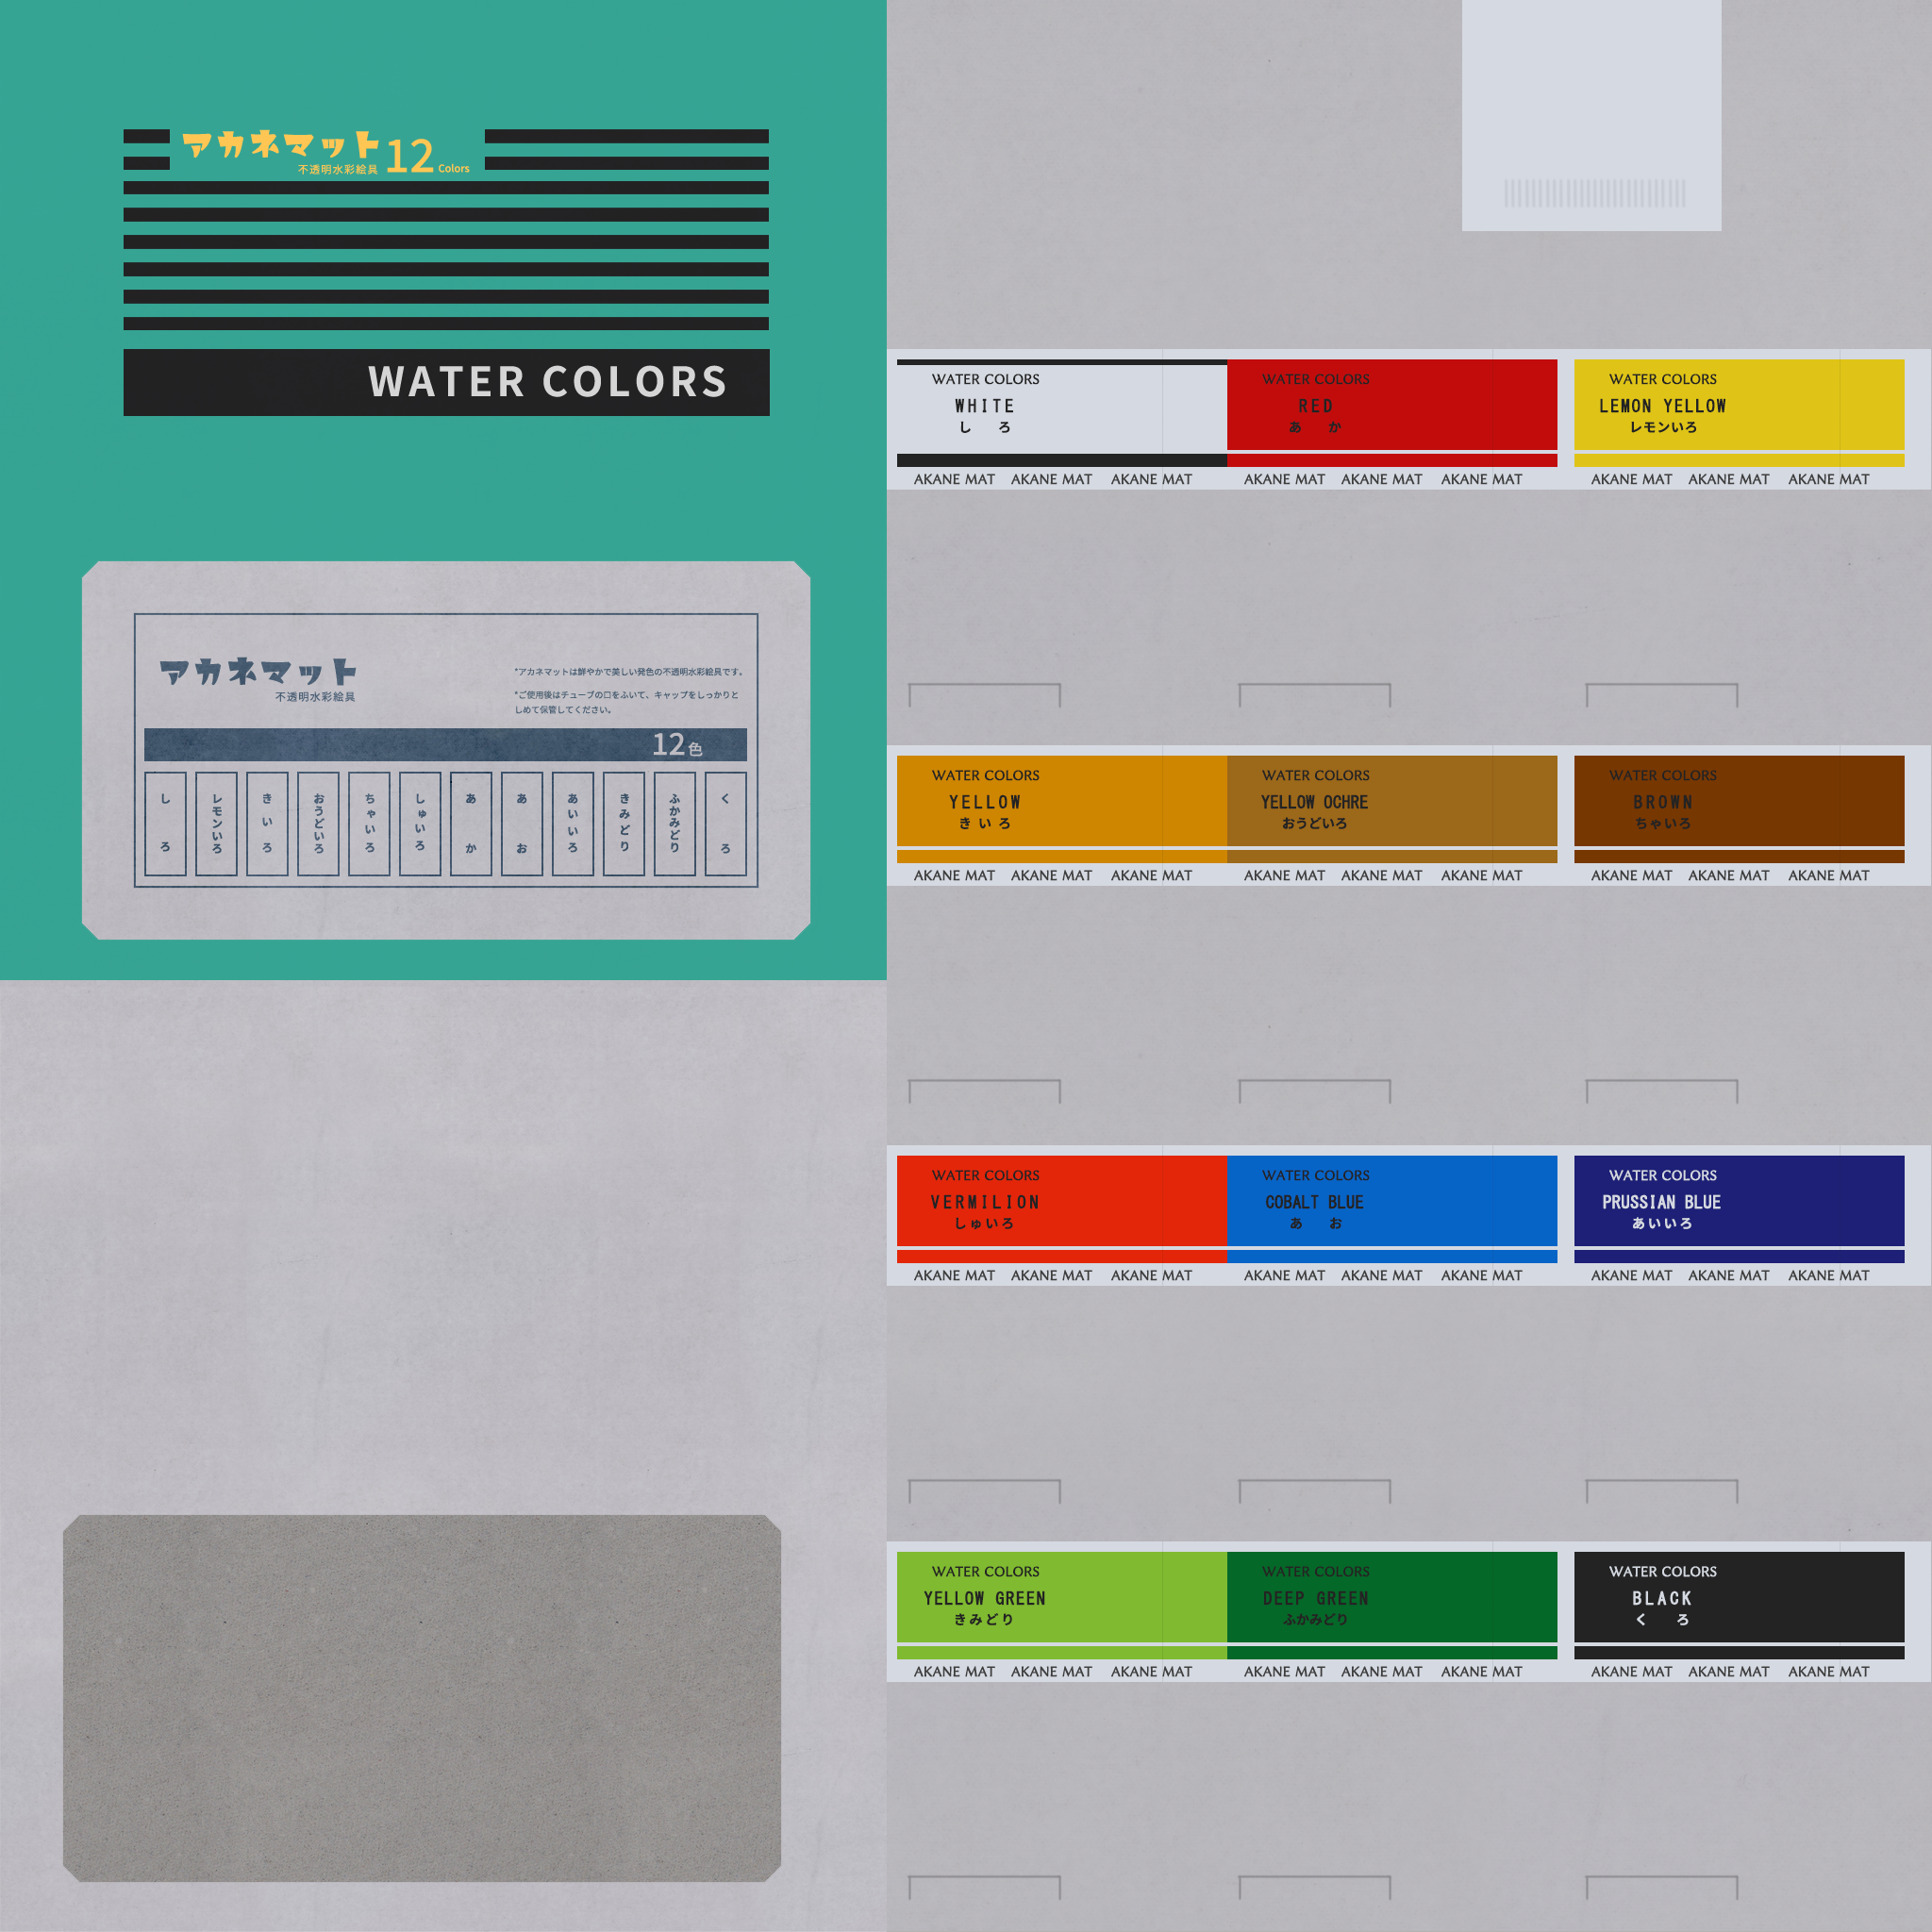 アカネマット 12 Colors
不透明水彩絵具
WATER COLORS
アカネマット
不透明水彩絵具
*アカネマットは鮮やかで美しい発色の不透明水彩絵具です。
*ご使用後はチューブの口をふいて、キャップをしっかりと
しめて保管してください。
12色
しろ
レモンいろ
きいろ
おうどいろ
ちゃいろ
しゅいろ
あか
あお
あいいろ
きみどり
ふかみどり
くろ
WATER COLORS
WHITE
しろ
AKANE MAT AKANE MAT AKANE MAT
WATER COLORS
RED
あか
AKANE MAT AKANE MAT AKANE MAT
WATER COLORS
LEMON YELLOW
レモンいろ
AKANE MAT AKANE MAT AKANE MAT
WATER COLORS
YELLOW
きいろ
AKANE MAT AKANE MAT AKANE MAT
WATER COLORS
YELLOW OCHRE
おうどいろ
AKANE MAT AKANE MAT AKANE MAT
WATER COLORS
BROWN
ちゃいろ
AKANE MAT AKANE MAT AKANE MAT
WATER COLORS
VERMILION
しゅいろ
AKANE MAT AKANE MAT AKANE MAT
WATER COLORS
COBALT BLUE
あお
AKANE MAT AKANE MAT AKANE MAT
WATER COLORS
PRUSSIAN BLUE
あいいろ
AKANE MAT AKANE MAT AKANE MAT
WATER COLORS
YELLOW GREEN
きみどり
AKANE MAT AKANE MAT AKANE MAT
WATER COLORS
DEEP GREEN
ふかみどり
AKANE MAT AKANE MAT AKANE MAT
WATER COLORS
BLACK
くろ
AKANE MAT AKANE MAT AKANE MAT